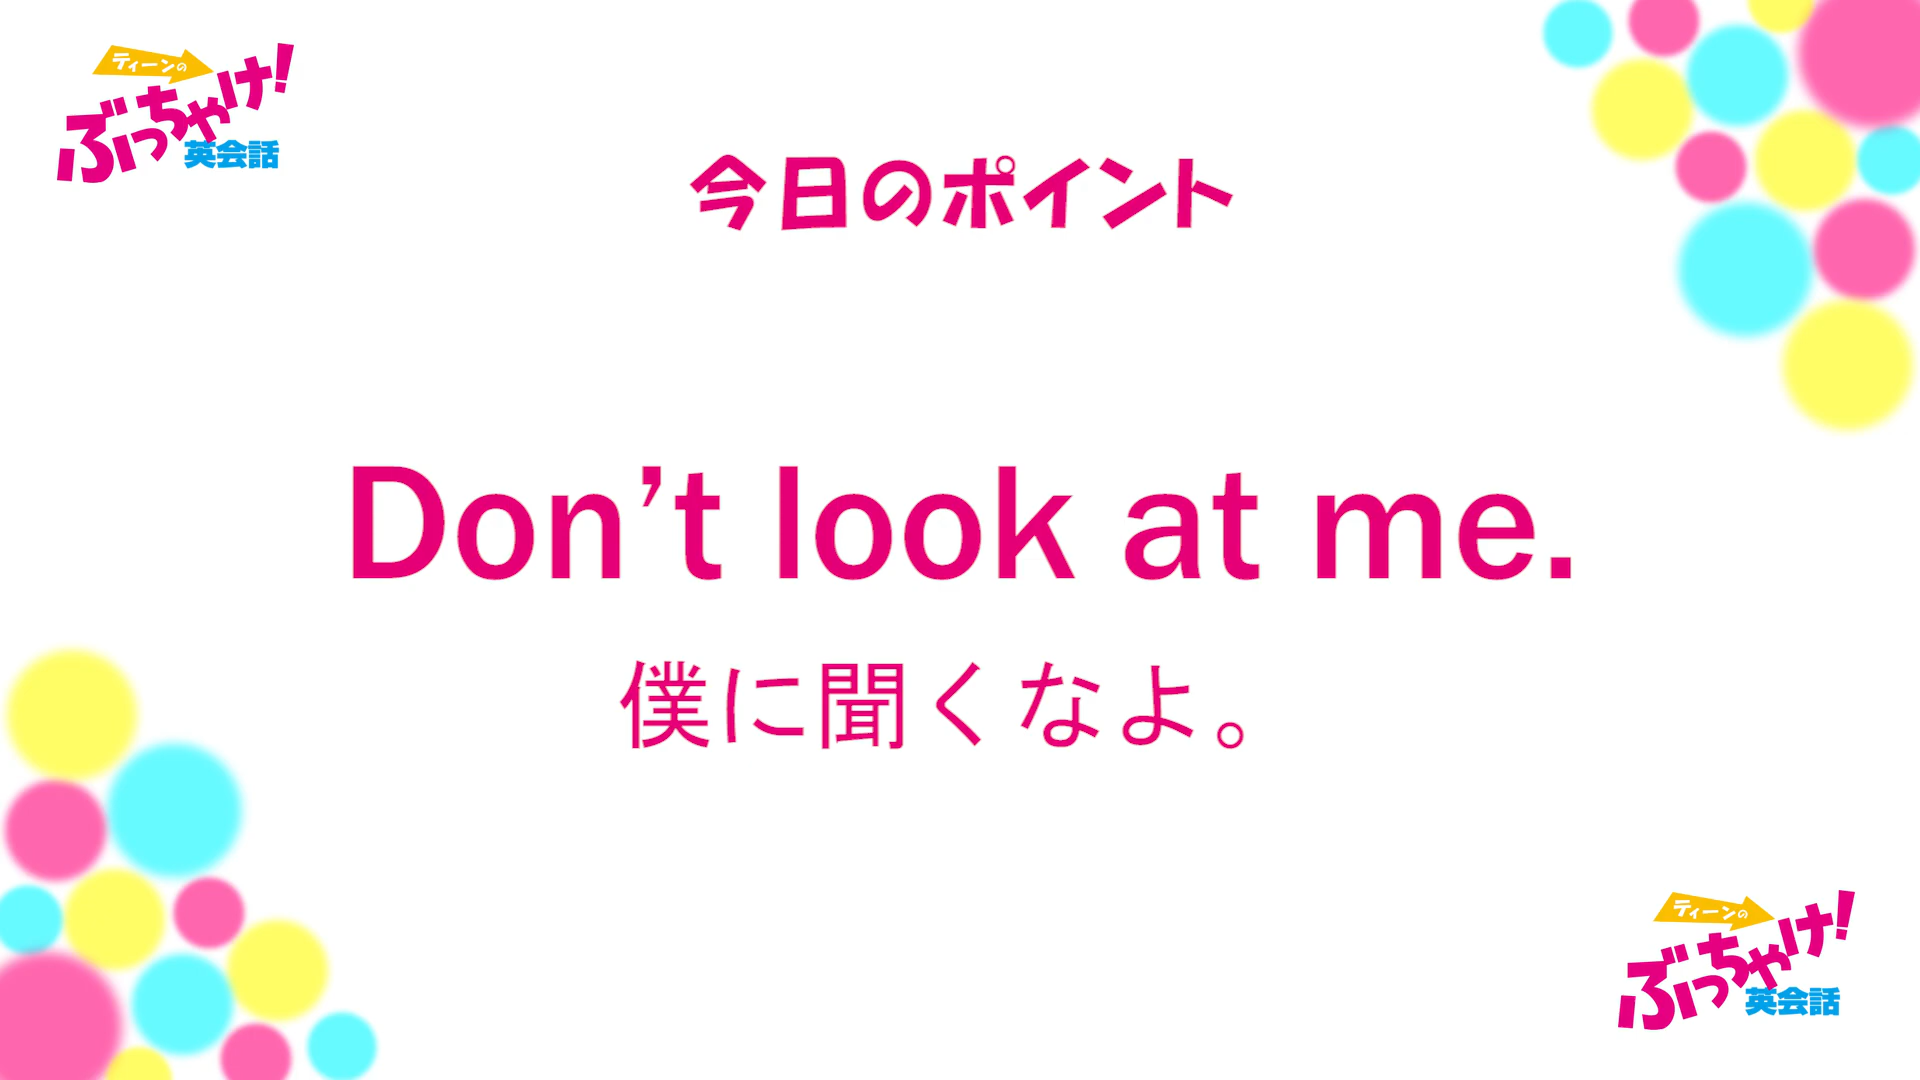 ティーンの
ぶっちゃけ!
英会話
今日のポイント
Don’t look at me.
僕に聞くなよ。
ティーンの
ぶっちゃけ!
英会話